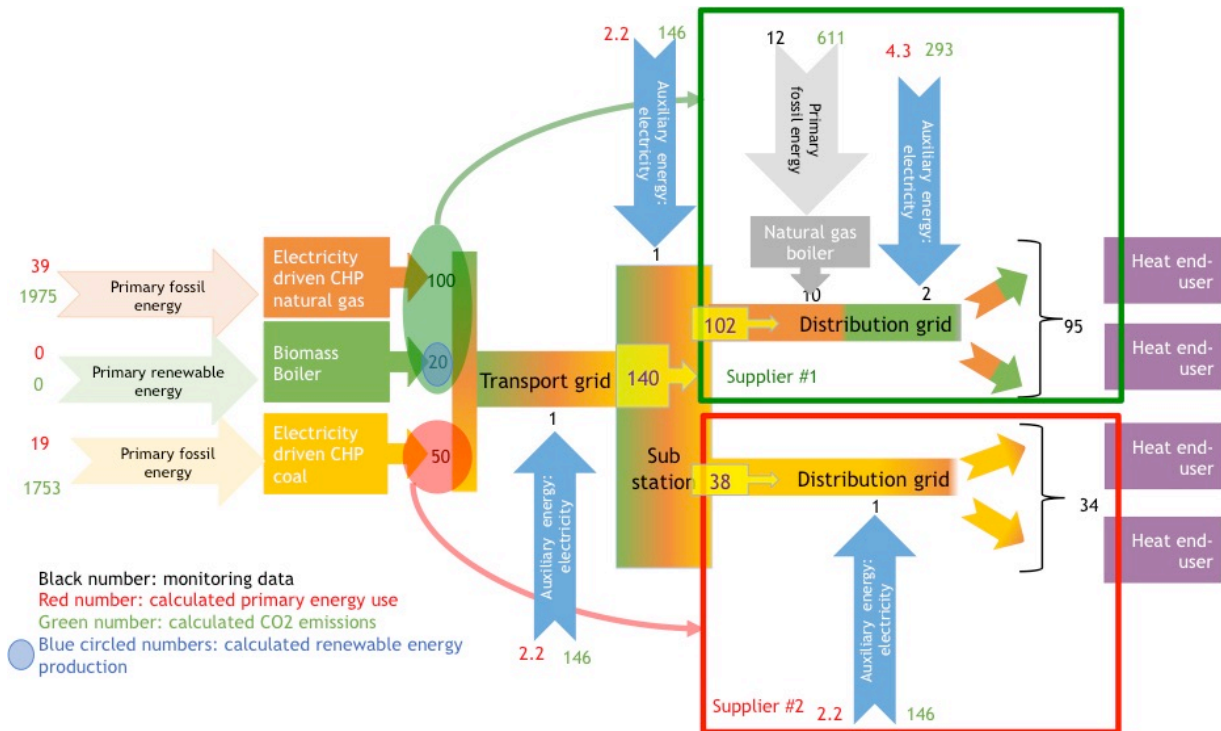 2.2
146
12
611
4.3
293
Auxiliary energy:
electricity
Primary
fossil energy
Auxiliary energy:
electricity
Natural gas
boiler
1
10
2
39
1975
Primary fossil
energy
Electricity
driven CHP
natural gas
100
0
0
Primary renewable
energy
Biomass
Boiler
20
19
1753
Primary fossil
energy
Electricity
driven CHP
coal
50
Transport grid
140
1
Auxiliary energy:
electricity
2.2
146
Sub
station
102
Distribution grid
Supplier #1
95
Heat end-
user
Heat end-
user
38
Distribution grid
1
34
Heat end-
user
Heat end-
user
Auxiliary energy:
electricity
Supplier #2
2.2
146
Black number: monitoring data
Red number: calculated primary energy use
Green number: calculated CO2 emissions
Blue circled numbers: calculated renewable energy
production